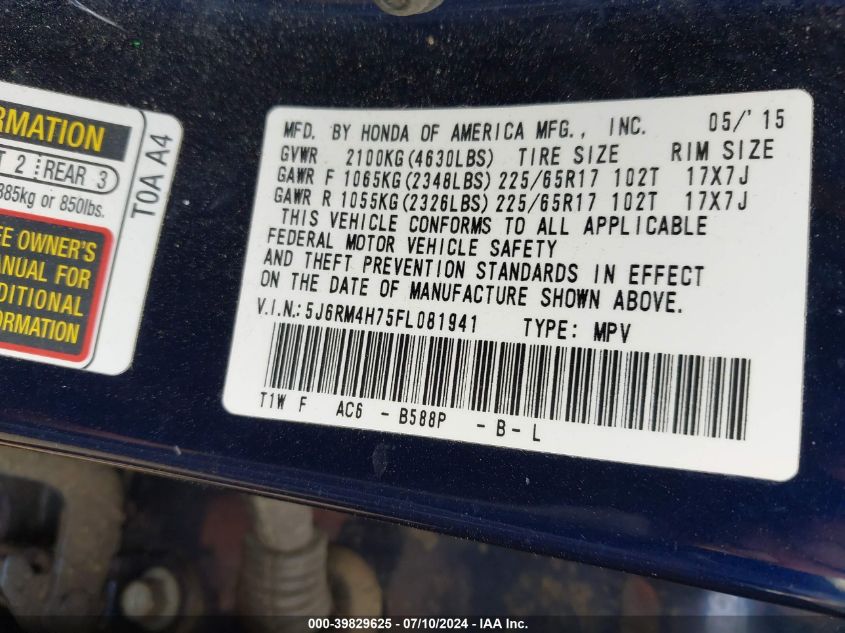 RMATION
T 2 REAR 3
385kg or 850lbs.
EE OWNER'S
ANUAL FOR
DITIONAL
FORMATION
T0A A4
MFD. BY HONDA OF AMERICA MFG., INC. 05/'15
GVWR 2100KG(4630LBS) TIRE SIZE RIM SIZE
GAWR F 1065KG(2348LBS) 225/65R17 102T 17X7J
GAWR R 1055KG(2326LBS) 225/65R17 102T 17X7J
THIS VEHICLE CONFORMS TO ALL APPLICABLE
FEDERAL MOTOR VEHICLE SAFETY
AND THEFT PREVENTION STANDARDS IN EFFECT
ON THE DATE OF MANUFACTURE SHOWN ABOVE.
V.I.N.: 5J6RM4H75FL081941 TYPE: MPV
T1W F AC6 - B588P - B - L
000-39829625 - 07/10/2024 - IAA Inc.